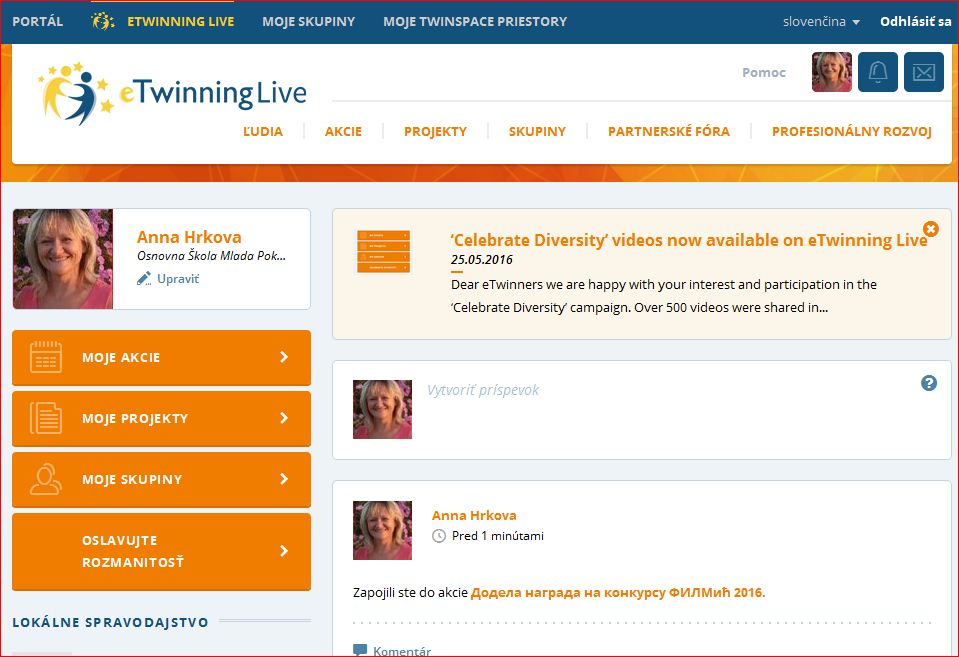 PORTÁL
ETWINNING LIVE
MOJE SKUPINY
MOJE TWINSPACE PRIESTORY
slovenčina
Odhlásiť sa
eTwinning Live
Pomoc
ĽUDIA
AKCIE
PROJEKTY
SKUPINY
PARTNERSKÉ FÓRA
PROFESIONÁLNY ROZVOJ
Anna Hrkova
Osnovna Škola Mlada Pok...
Upraviť
MOJE AKCIE
MOJE PROJEKTY
MOJE SKUPINY
OSLAVUJTE
ROZMANITOSŤ
LOKÁLNE SPRAVODAJSTVO
‘Celebrate Diversity’ videos now available on eTwinning Live
25.05.2016
Dear eTwinners we are happy with your interest and participation in the
‘Celebrate Diversity’ campaign. Over 500 videos were shared in...
Vytvoriť príspevok
Anna Hrkova
Pred 1 minútami
Zapojili ste do akcie Додела награда на конкурсу ФИЛМић 2016.
Komentár